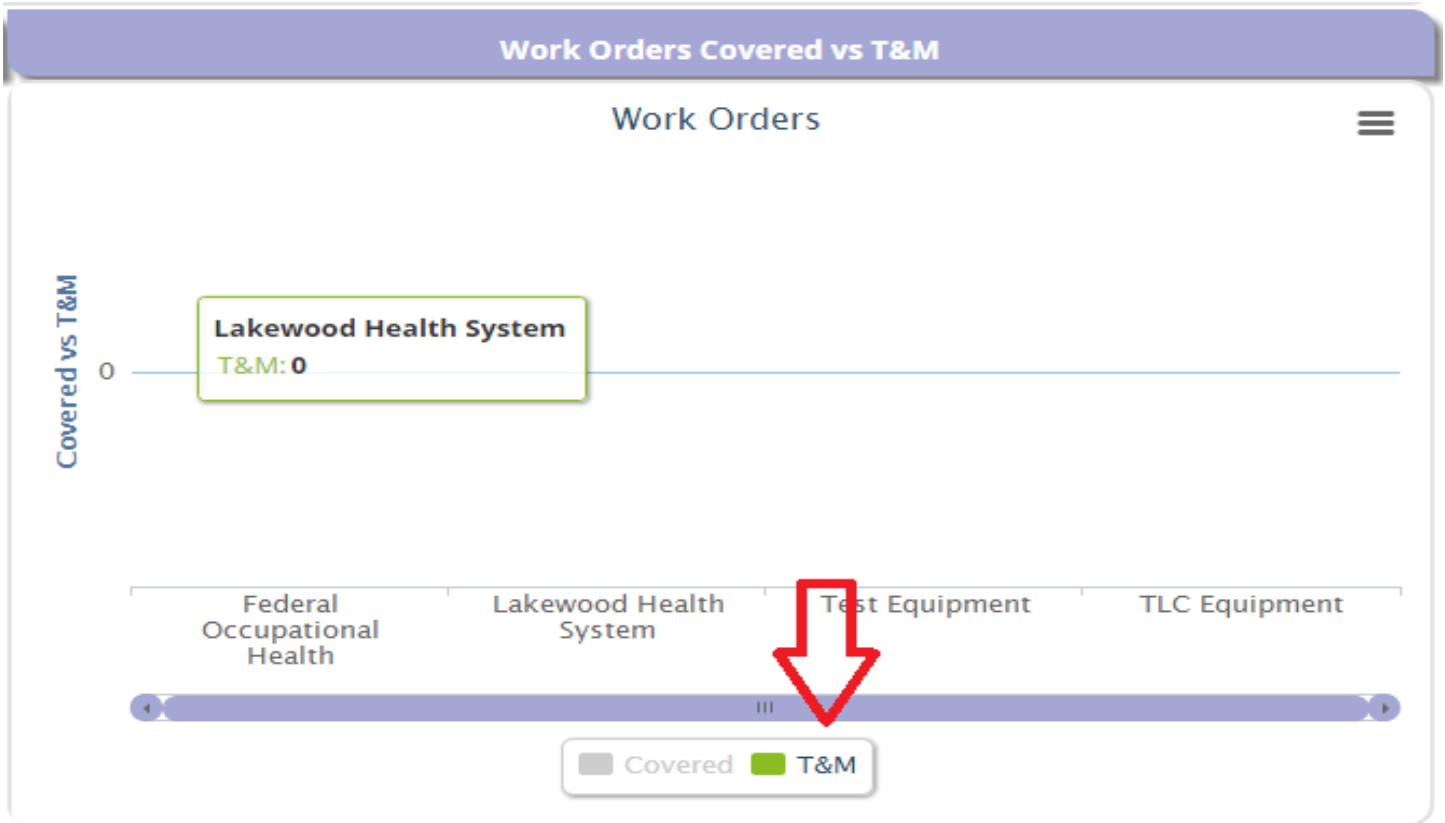 Work Orders Covered vs T&M
Work Orders
Covered vs T&M
Lakewood Health System
T&M: 0
0
Federal
Occupational
Health
Lakewood Health
System
Test Equipment
TLC Equipment
Covered
T&M